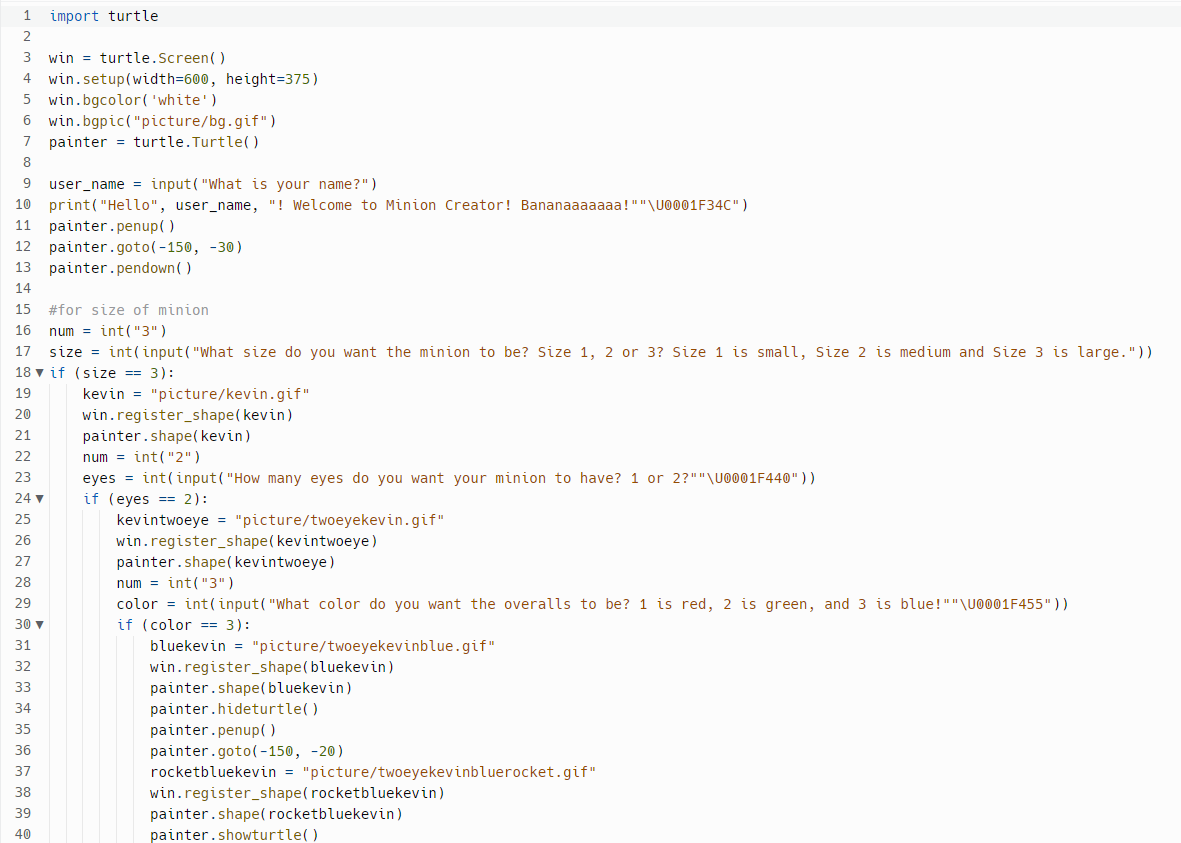 1 import turtle
2
3 win = turtle.Screen()
4 win.setup(width=600, height=375)
5 win.bgcolor('white')
6 win.bgpic("picture/bg.gif")
7 painter = turtle.Turtle()
8
9 user_name = input("What is your name?")
10 print("Hello", user_name, "! Welcome to Minion Creator! Bananaaaaaaa!""\U0001F34C")
11 painter.penup()
12 painter.goto(-150, -30)
13 painter.pendown()
14
15 #for size of minion
16 num = int("3")
17 size = int(input("What size do you want the minion to be? Size 1, 2 or 3? Size 1 is small, Size 2 is medium and Size 3 is large."))
18 if (size == 3):
19     kevin = "picture/kevin.gif"
20     win.register_shape(kevin)
21     painter.shape(kevin)
22     num = int("2")
23     eyes = int(input("How many eyes do you want your minion to have? 1 or 2?""\U0001F440"))
24     if (eyes == 2):
25         kevintwoeye = "picture/twoeyekevin.gif"
26         win.register_shape(kevintwoeye)
27         painter.shape(kevintwoeye)
28         num = int("3")
29         color = int(input("What color do you want the overalls to be? 1 is red, 2 is green, and 3 is blue!""\U0001F455"))
30         if (color == 3):
31             bluekevin = "picture/twoeyekevinblue.gif"
32             win.register_shape(bluekevin)
33             painter.shape(bluekevin)
34             painter.hideturtle()
35             painter.penup()
36             painter.goto(-150, -20)
37             rocketbluekevin = "picture/twoeyekevinbluerocket.gif"
38             win.register_shape(rocketbluekevin)
39             painter.shape(rocketbluekevin)
40             painter.showturtle()